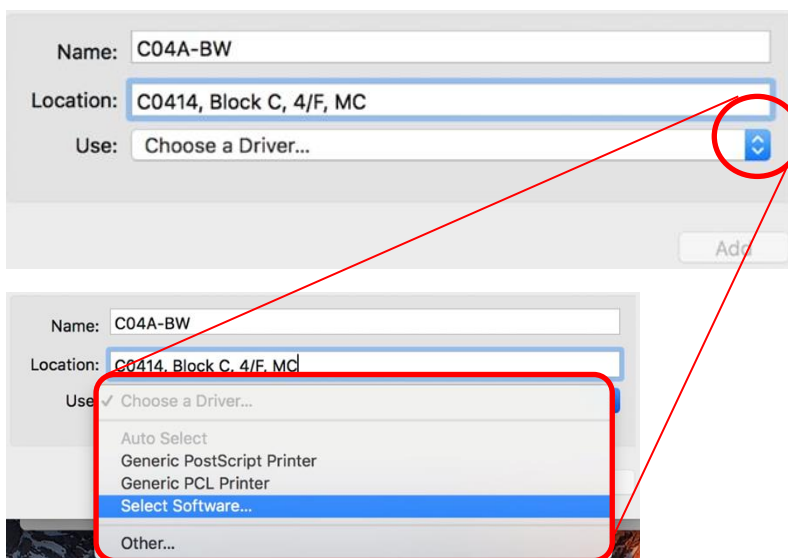 Name: C04A-BW
Location: C0414, Block C, 4/F, MC
Use: Choose a Driver...
Add
Name: C04A-BW
Location: C0414, Block C, 4/F, MC
Use ✓ Choose a Driver...
Auto Select
Generic PostScript Printer
Generic PCL Printer
Select Software...
Other...